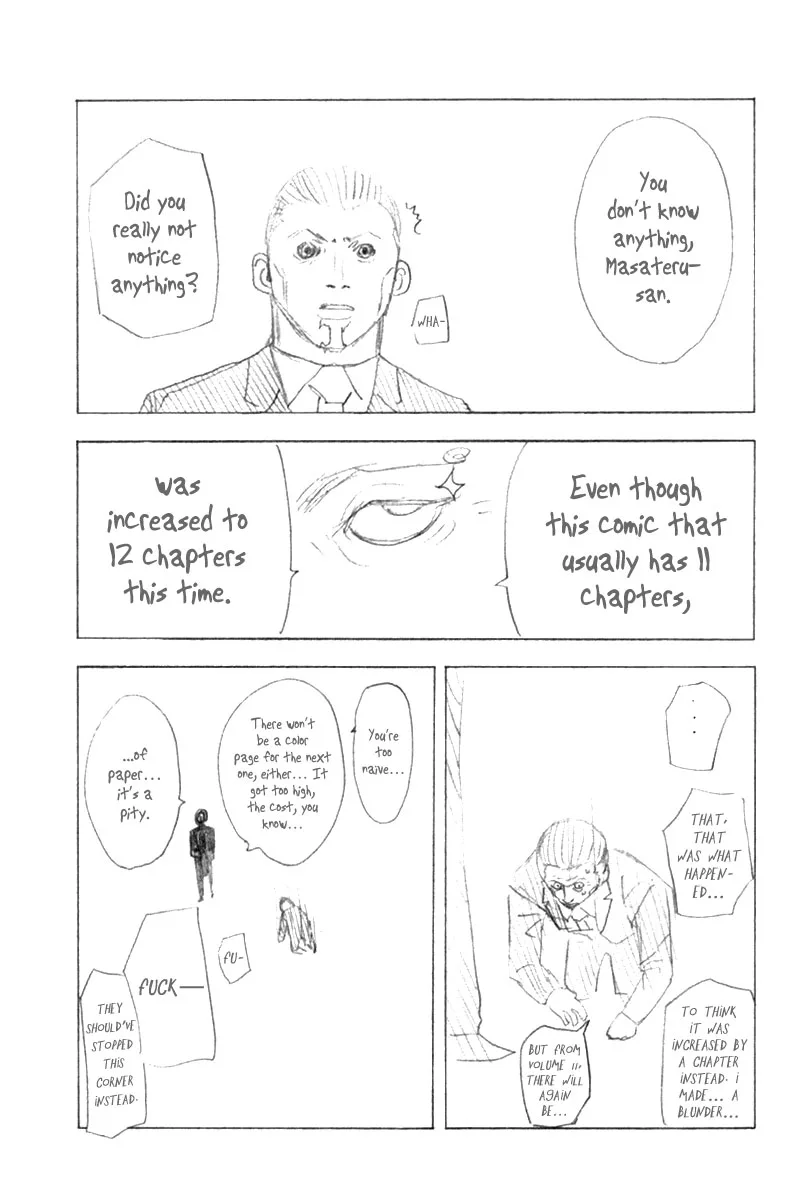 You
don't know
anything,
Masateru-
san.
WHA-
Did you
really not
notice
anything?
Even though
this comic that
usually has 11
chapters,
was
increased to
12 chapters
this time.
...
THAT,
THAT
WAS WHAT
HAPPEN-
ED...
TO THINK
IT WAS
INCREASED BY
A CHAPTER
INSTEAD. I
MADE... A
BLUNDER...
BUT FROM
VOLUME 11,
THERE WILL
AGAIN
BE...
You're
too
naive...
There won't
be a color
page for the next
one, either... It
got too high,
the cost, you
know...
...of
paper...
it's a
pity.
FU-
FUCK—
THEY
SHOULD'VE
STOPPED
THIS
CORNER
INSTEAD.